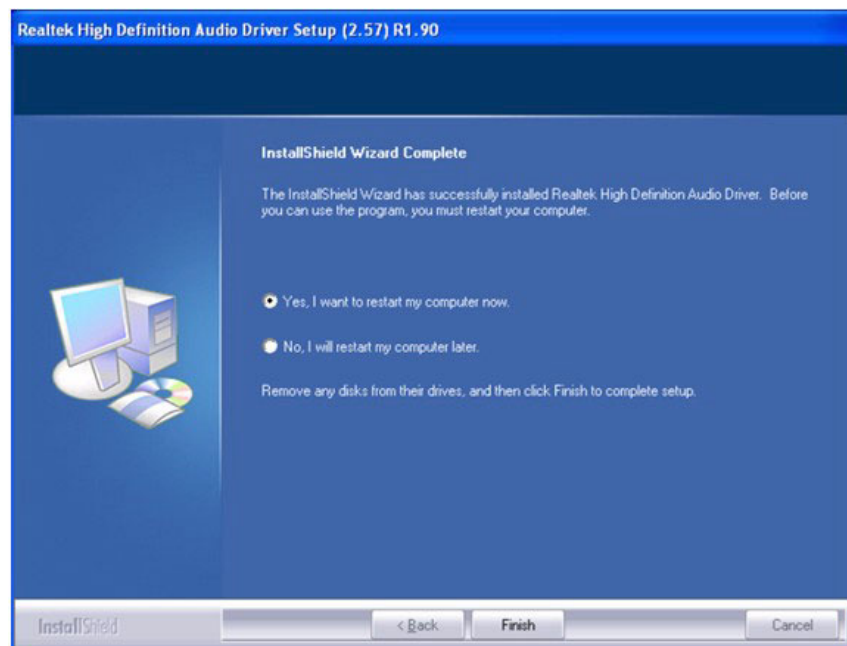 Realtek High Definition Audio Driver Setup (2.57) R1.90
InstallShield Wizard Complete
The InstallShield Wizard has successfully installed Realtek High Definition Audio Driver.  Before
you can use the program, you must restart your computer.
Yes, I want to restart my computer now.
No, I will restart my computer later.
Remove any disks from their drives, and then click Finish to complete setup.
InstallShield
< Back
Finish
Cancel